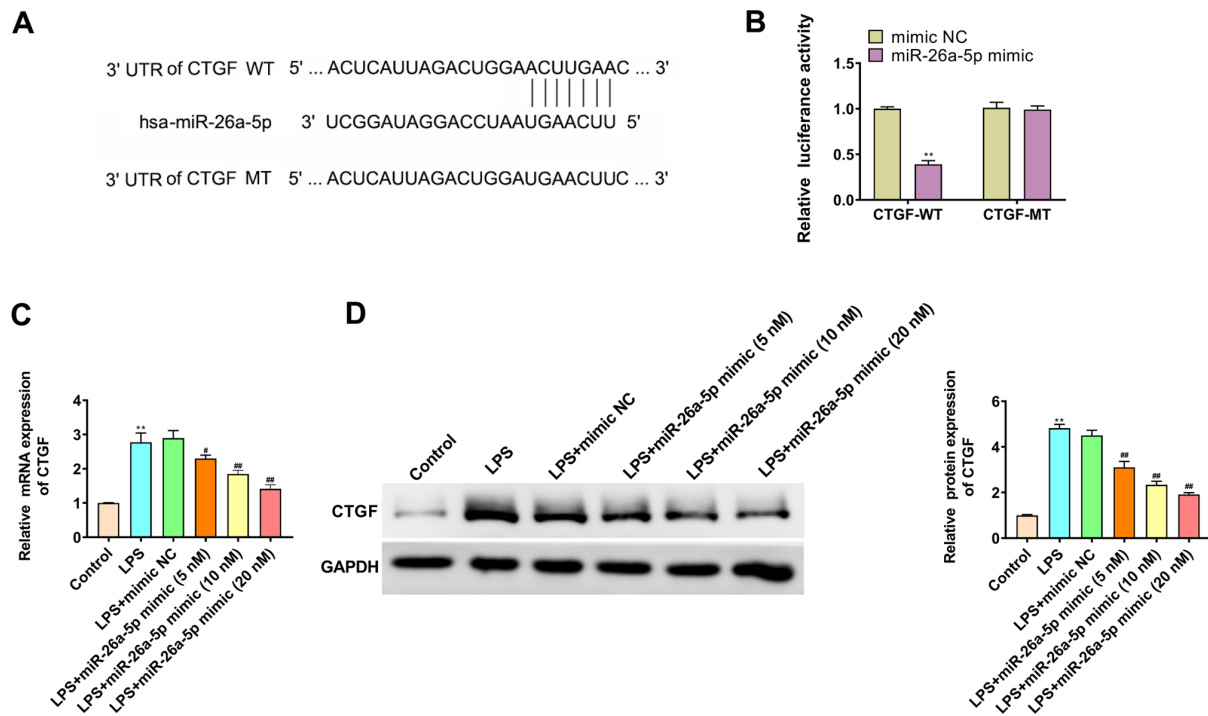 A
3' UTR of CTGF WT 5' ... ACUCAUUAGACUGGAACUUGAAC ... 3'
hsa-miR-26a-5p 3' UCGGAUAGGACCUAAUGAACUU 5'
3' UTR of CTGF MT 5' ... ACUCAUUAGACUGGAUGAACUUC ... 3'
B
mimic NC
miR-26a-5p mimic
Relative luciferance activity
1.5
1.0
0.5
0.0
**
CTGF-WT
CTGF-MT
C
Relative mRNA expression
of CTGF
4
3
2
1
0
**
#
##
##
Control
LPS
LPS+mimic NC
LPS+miR-26a-5p mimic (5 nM)
LPS+miR-26a-5p mimic (10 nM)
LPS+miR-26a-5p mimic (20 nM)
D
Control
LPS
LPS+mimic NC
LPS+miR-26a-5p mimic (5 nM)
LPS+miR-26a-5p mimic (10 nM)
LPS+miR-26a-5p mimic (20 nM)
CTGF
GAPDH
Relative protein expression
of CTGF
6
4
2
0
**
##
##
##
Control
LPS
LPS+mimic NC
LPS+miR-26a-5p mimic (5 nM)
LPS+miR-26a-5p mimic (10 nM)
LPS+miR-26a-5p mimic (20 nM)